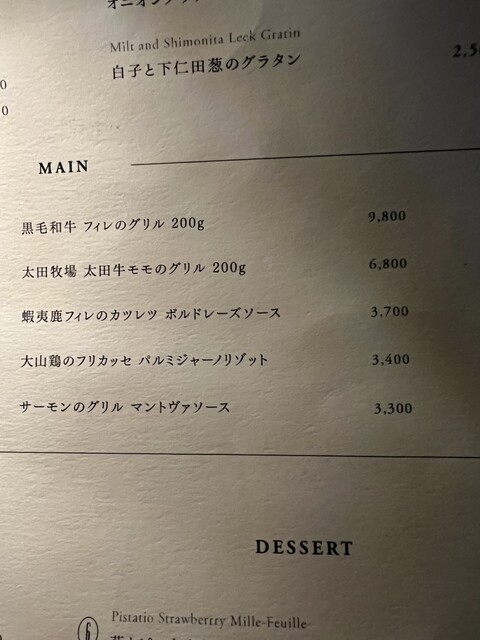 Milt and Shimonita Leek Gratin
白子と下仁田葱のグラタン
MAIN
黒毛和牛 フィレのグリル 200g 9,800
太田牧場 太田牛モモのグリル 200g 6,800
蝦夷鹿フィレのカツレツ ボルドレーズソース 3,700
大山鶏のフリカッセ パルミジャーノリゾット 3,400
サーモンのグリル マントヴァソース 3,300
DESSERT
6 Pistatio Strawberrry Mille-Feuille